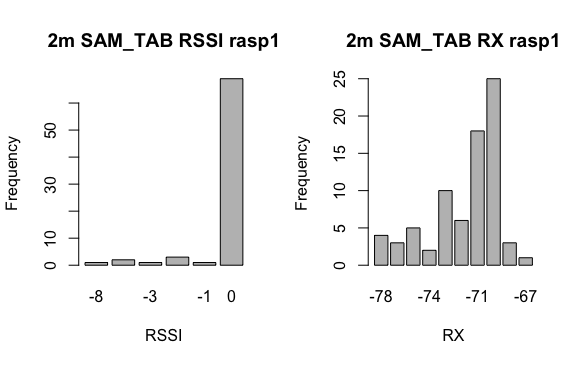 2m SAM_TAB RSSI rasp1
Frequency
50
30
10
0
-8 -3 -1 0
RSSI
2m SAM_TAB RX rasp1
Frequency
25
20
15
10
5
0
-78 -74 -71 -67
RX